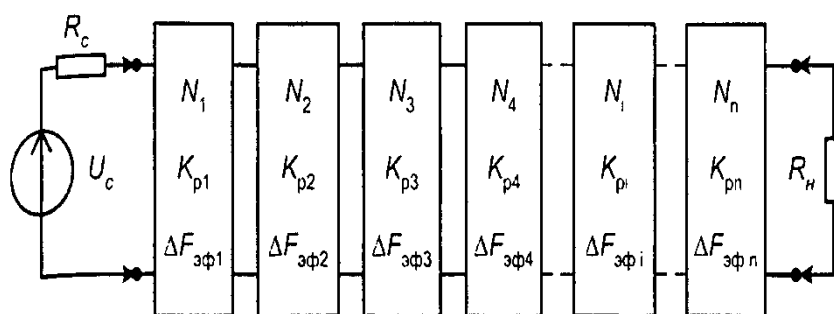 R_c
N_1 N_2 N_3 N_4 N_i N_n
U_c K_p1 K_p2 K_p3 K_p4 K_pi K_pn R_н
ΔF_эф1 ΔF_эф2 ΔF_эф3 ΔF_эф4 ΔF_эф i ΔF_эф n